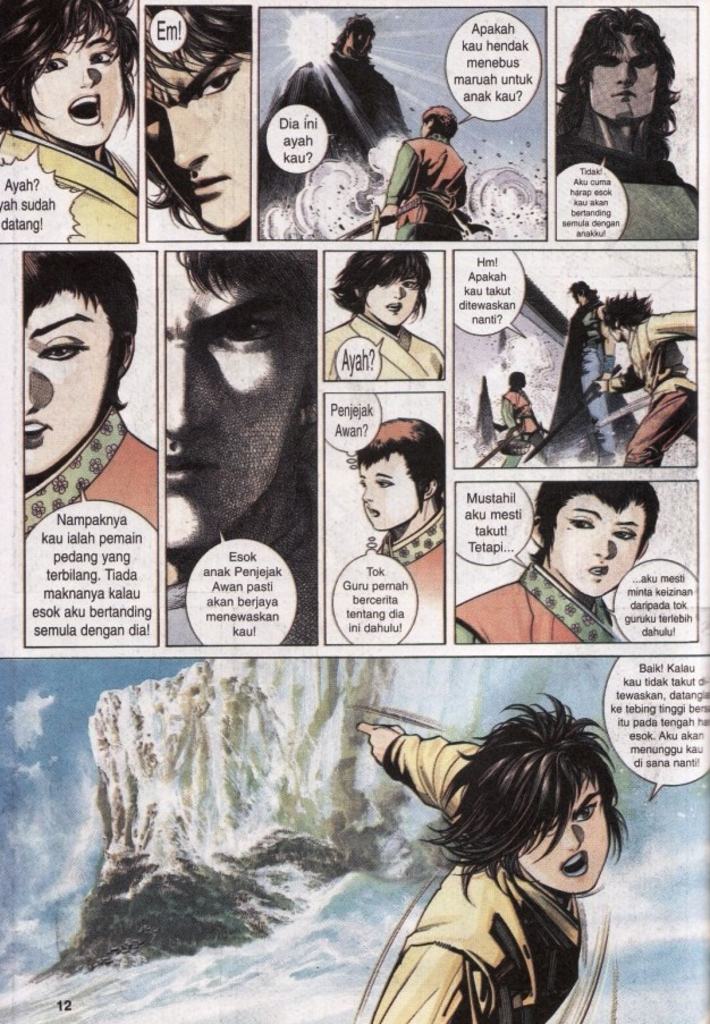 Ayah?
yah sudah
datang!
Em!
Dia ini
ayah
kau?
Apakah
kau hendak
menebus
maruah untuk
anak kau?
Tidak!
Aku cuma
harap esok
kau akan
bertanding
semula dengan
anakku!
Nampaknya
kau ialah pemain
pedang yang
terbilang. Tiada
maknanya kalau
esok aku bertanding
semula dengan dia!
Esok
anak Penjejak
Awan pasti
akan berjaya
menewaskan
kau!
Ayah?
Hm!
Apakah
kau takut
ditewaskan
nanti?
Penjejak
Awan?
Tok
Guru pernah
bercerita
tentang dia
ini dahulu!
Mustahil
aku mesti
takut!
Tetapi...
...aku mesti
minta keizinan
daripada tok
guruku terlebih
dahulu!
Baik! Kalau
kau tidak takut di-
tewaskan, datang
ke tebing tinggi
itu pada tengah
esok. Aku akan
menunggu kau
di sana nanti!
12